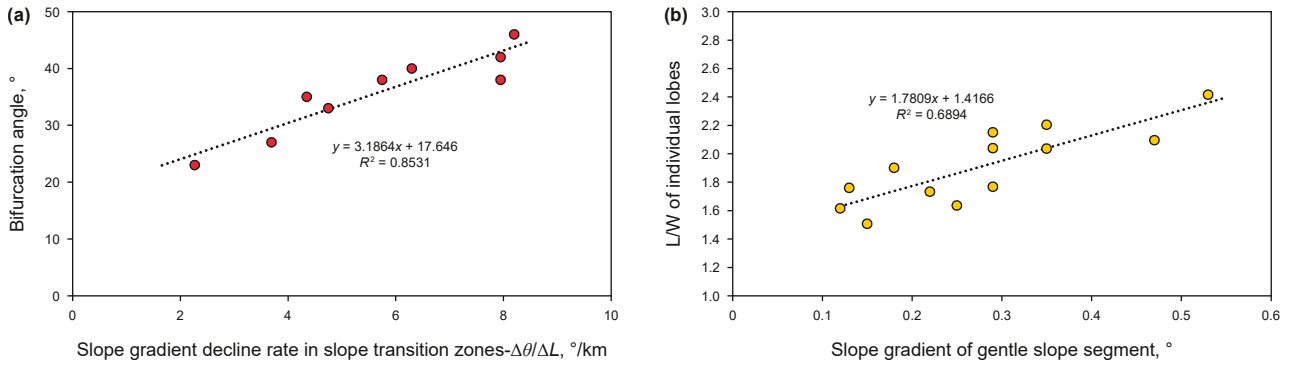 (a)
50
40
30
20
10
0
Bifurcation angle, °
y = 3.1864x + 17.646
R² = 0.8531
0 2 4 6 8 10
Slope gradient decline rate in slope transition zones-Δθ/ΔL, °/km
(b)
3.0
2.8
2.6
2.4
2.2
2.0
1.8
1.6
1.4
1.2
1.0
L/W of individual lobes
y = 1.7809x + 1.4166
R² = 0.6894
0 0.1 0.2 0.3 0.4 0.5 0.6
Slope gradient of gentle slope segment, °